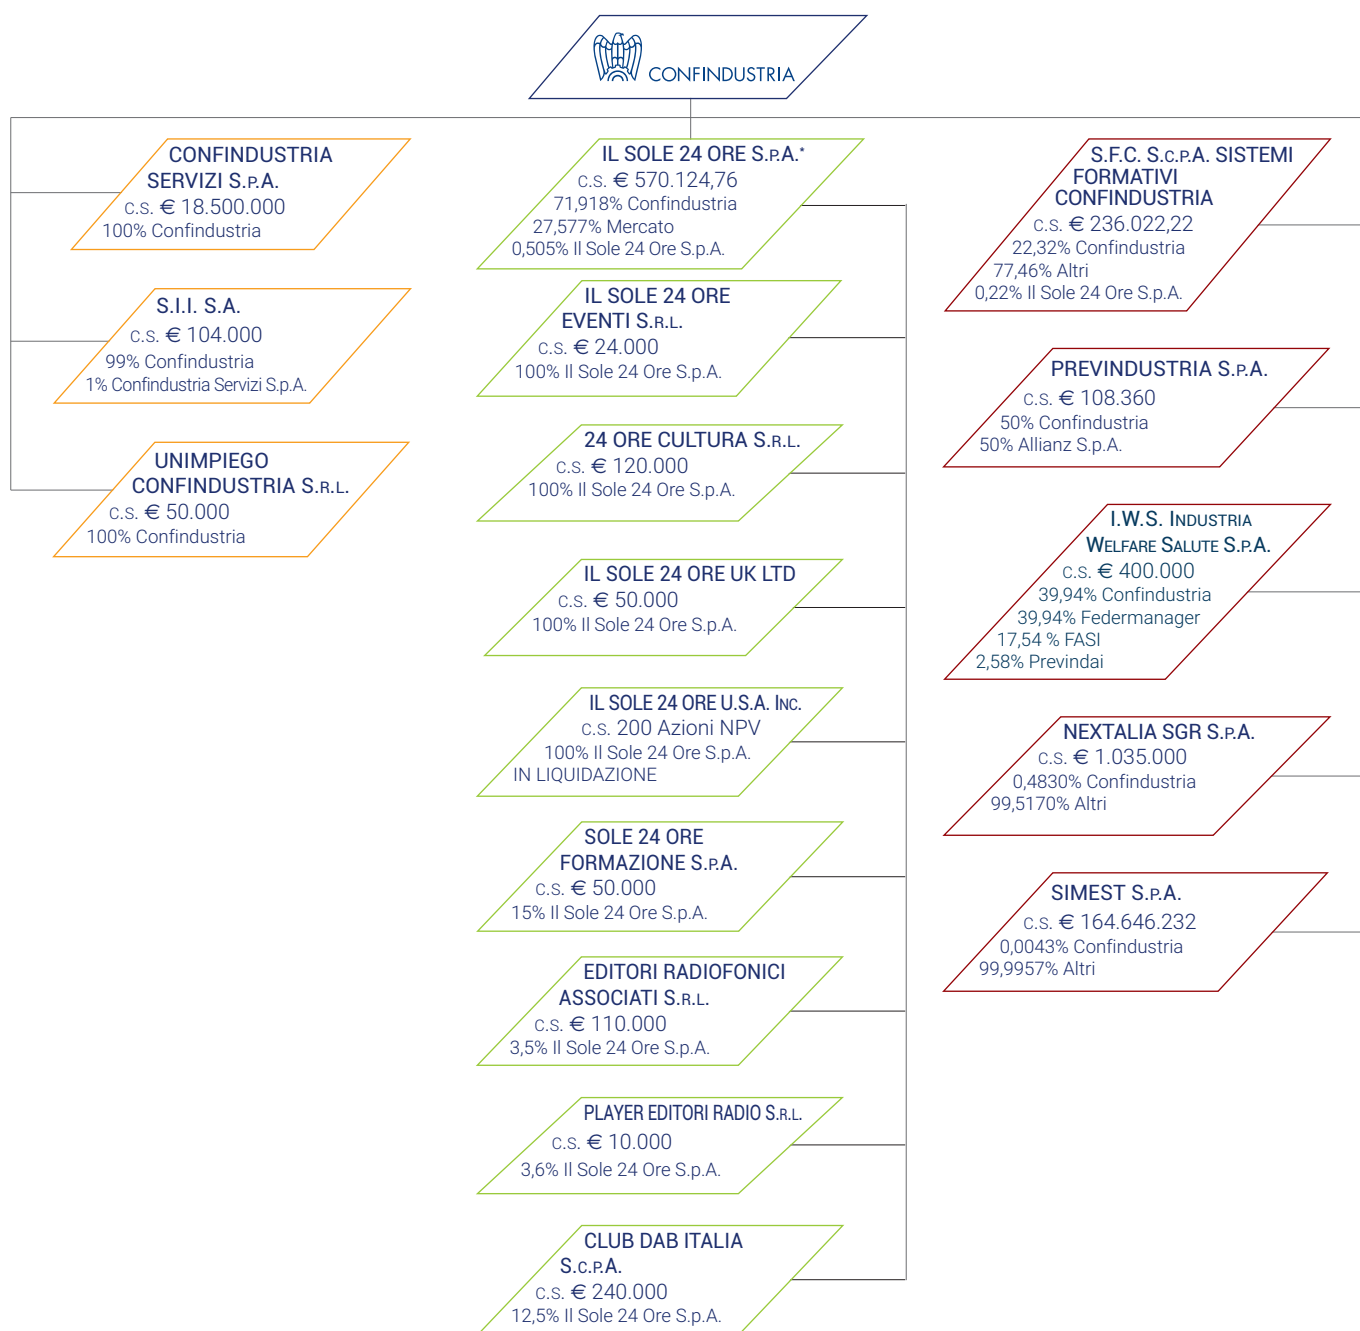 CONFINDUSTRIA
CONFINDUSTRIA
SERVIZI S.P.A.
C.S. € 18.500.000
100% Confindustria
S.I.I. S.A.
C.S. € 104.000
99% Confindustria
1% Confindustria Servizi S.p.A.
UNIMPIEGO
CONFINDUSTRIA S.R.L.
C.S. € 50.000
100% Confindustria
IL SOLE 24 ORE S.P.A.*
C.S. € 570.124,76
71,918% Confindustria
27,577% Mercato
0,505% Il Sole 24 Ore S.p.A.
IL SOLE 24 ORE
EVENTI S.R.L.
C.S. € 24.000
100% Il Sole 24 Ore S.p.A.
24 ORE CULTURA S.R.L.
C.S. € 120.000
100% Il Sole 24 Ore S.p.A.
IL SOLE 24 ORE UK LTD
C.S. € 50.000
100% Il Sole 24 Ore S.p.A.
IL SOLE 24 ORE U.S.A. INC.
C.S. 200 Azioni NPV
100% Il Sole 24 Ore S.p.A.
IN LIQUIDAZIONE
SOLE 24 ORE
FORMAZIONE S.P.A.
C.S. € 50.000
15% Il Sole 24 Ore S.p.A.
EDITORI RADIOFONICI
ASSOCIATI S.R.L.
C.S. € 110.000
3,5% Il Sole 24 Ore S.p.A.
PLAYER EDITORI RADIO S.R.L.
C.S. € 10.000
3,6% Il Sole 24 Ore S.p.A.
CLUB DAB ITALIA
S.C.P.A.
C.S. € 240.000
12,5% Il Sole 24 Ore S.p.A.
S.F.C. S.C.P.A. SISTEMI
FORMATIVI
CONFINDUSTRIA
C.S. € 236.022,22
22,32% Confindustria
77,46% Altri
0,22% Il Sole 24 Ore S.p.A.
PREVINDUSTRIA S.P.A.
C.S. € 108.360
50% Confindustria
50% Allianz S.p.A.
I.W.S. INDUSTRIA
WELFARE SALUTE S.P.A.
C.S. € 400.000
39,94% Confindustria
39,94% Federmanager
17,54 % FASI
2,58% Previndai
NEXTALIA SGR S.P.A.
C.S. € 1.035.000
0,4830% Confindustria
99,5170% Altri
SIMEST S.P.A.
C.S. € 164.646.232
0,0043% Confindustria
99,9957% Altri